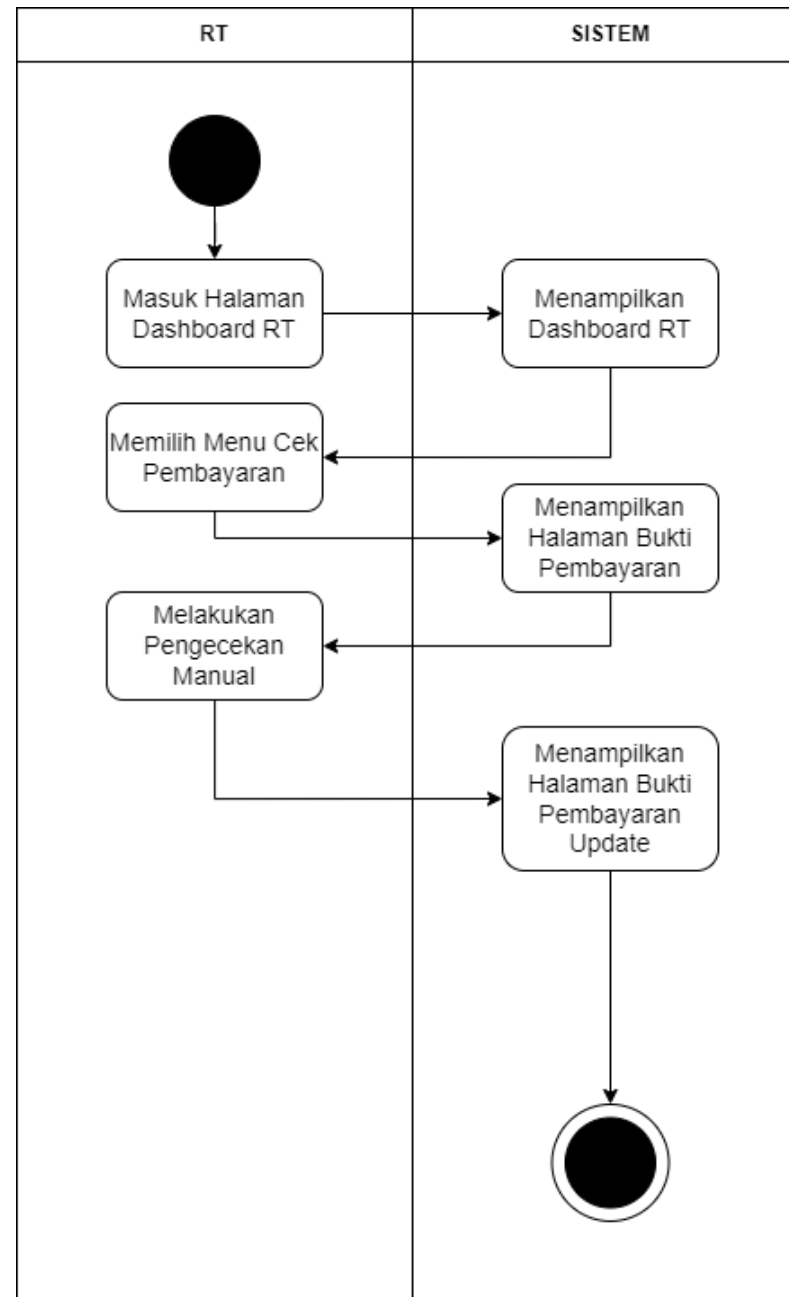 RT
SISTEM
Masuk Halaman
Dashboard RT
Menampilkan
Dashboard RT
Memilih Menu Cek
Pembayaran
Menampilkan
Halaman Bukti
Pembayaran
Melakukan
Pengecekan
Manual
Menampilkan
Halaman Bukti
Pembayaran
Update